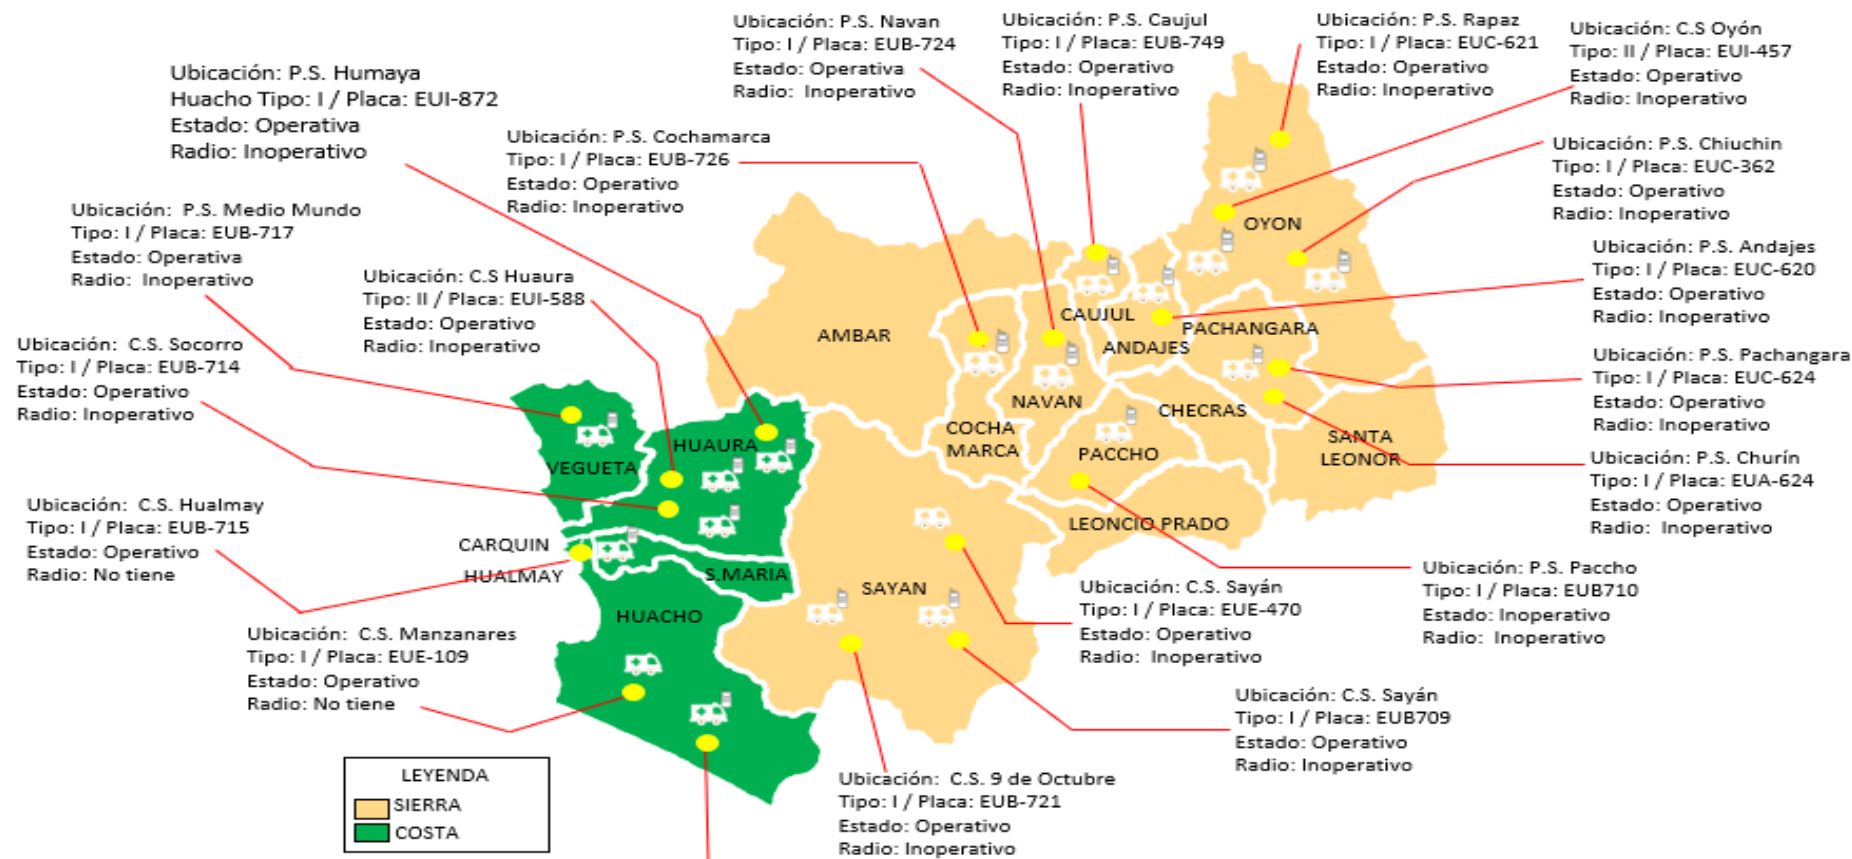 Ubicación: P.S. Humaya
Huacho Tipo: I / Placa: EUI-872
Estado: Operativa
Radio: Inoperativo
Ubicación: P.S. Navan
Tipo: I / Placa: EUB-724
Estado: Operativa
Radio: Inoperativo
Ubicación: P.S. Caujul
Tipo: I / Placa: EUB-749
Estado: Operativo
Radio: Inoperativo
Ubicación: P.S. Rapaz
Tipo: I / Placa: EUC-621
Estado: Operativo
Radio: Inoperativo
Ubicación: C.S Oyón
Tipo: II / Placa: EUI-457
Estado: Operativo
Radio: Inoperativo
Ubicación: P.S. Cochamarca
Tipo: I / Placa: EUB-726
Estado: Operativo
Radio: Inoperativo
Ubicación: P.S. Chiuchin
Tipo: I / Placa: EUC-362
Estado: Operativo
Radio: Inoperativo
Ubicación: P.S. Medio Mundo
Tipo: I / Placa: EUB-717
Estado: Operativa
Radio: Inoperativo
Ubicación: C.S Huaura
Tipo: II / Placa: EUI-588
Estado: Operativo
Radio: Inoperativo
Ubicación: P.S. Andajes
Tipo: I / Placa: EUC-620
Estado: Operativo
Radio: Inoperativo
Ubicación: C.S. Socorro
Tipo: I / Placa: EUB-714
Estado: Operativo
Radio: Inoperativo
Ubicación: P.S. Pachangara
Tipo: I / Placa: EUC-624
Estado: Operativo
Radio: Inoperativo
Ubicación: P.S. Churín
Tipo: I / Placa: EUA-624
Estado: Operativo
Radio: Inoperativo
Ubicación: C.S. Hualmay
Tipo: I / Placa: EUB-715
Estado: Operativo
Radio: No tiene
Ubicación: P.S. Paccho
Tipo: I / Placa: EUB710
Estado: Inoperativo
Radio: Inoperativo
Ubicación: C.S. Sayán
Tipo: I / Placa: EUE-470
Estado: Operativo
Radio: Inoperativo
Ubicación: C.S. Manzanares
Tipo: I / Placa: EUE-109
Estado: Operativo
Radio: No tiene
Ubicación: C.S. Sayán
Tipo: I / Placa: EUB709
Estado: Operativo
Radio: Inoperativo
Ubicación: C.S. 9 de Octubre
Tipo: I / Placa: EUB-721
Estado: Operativo
Radio: Inoperativo
OYON
AMBAR
CAUJUL
PACHANGARA
ANDAJES
NAVAN
CHECRAS
COCHA
MARCA
SANTA
LEONOR
PACCHO
HUAURA
VEGUETA
LEONCIO PRADO
CARQUIN
HUALMAY
S.MARIA
SAYAN
HUACHO
LEYENDA
SIERRA
COSTA